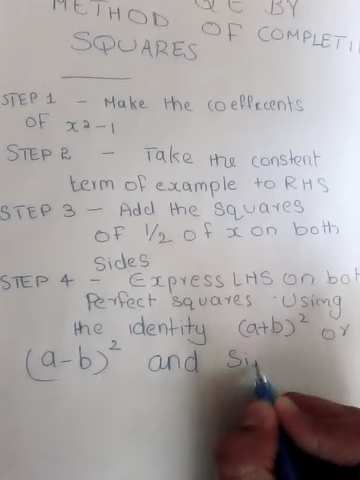 METHOD QE BY
OF COMPLETI
SQUARES
STEP 1 - Make the coeffecents
OF x²-1
STEP 2 - Take the constent
term of example to RHS
STEP 3 - Add the squares
OF 1/2 OF x on both
sides
STEP 4 - Express LHS on bot
Perfect squares Using
the identity (a+b)² or
(a-b)² and Si